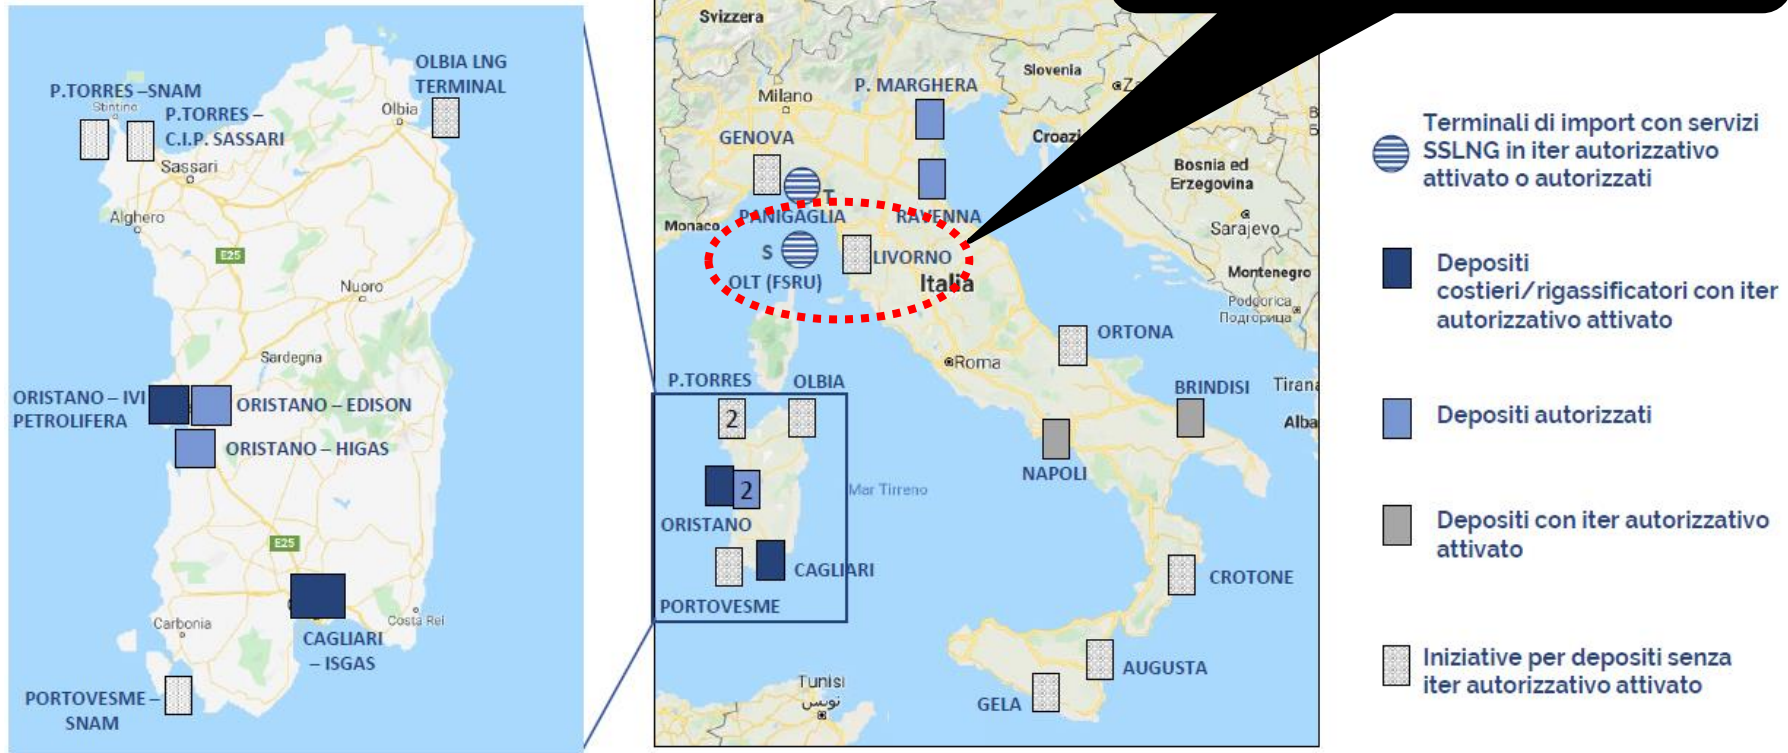 OLBIA LNG
TERMINAL
P.TORRES –SNAM
Stintino
P.TORRES –
C.I.P. SASSARI
Olbia
Sassari
Alghero
E25
Nuoro
Sardegna
ORISTANO – IVI
PETROLIFERA
ORISTANO – EDISON
ORISTANO – HIGAS
E25
Carbonia
Costa Rei
CAGLIARI
– ISGAS
PORTOVESME –
SNAM
Svizzera
Slovenia
Milano
P. MARGHERA
GENOVA
Croazi
Bosnia ed
Erzegovina
T
PANIGAGLIA
RAVENNA
Monaco
Sarajevo
S
LIVORNO
OLT (FSRU)
Italia
Montenegro
Podgorica
Подгорица
ORTONA
Roma
P.TORRES
OLBIA
BRINDISI
Tirana
2
Alba
NAPOLI
2
Mar Tirreno
ORISTANO
CAGLIARI
CROTONE
PORTOVESME
AUGUSTA
Tunisi
تونس
GELA
Terminali di import con servizi
SSLNG in iter autorizzativo
attivato o autorizzati
Depositi
costieri/rigassificatori con iter
autorizzativo attivato
Depositi autorizzati
Depositi con iter autorizzativo
attivato
Iniziative per depositi senza
iter autorizzativo attivato